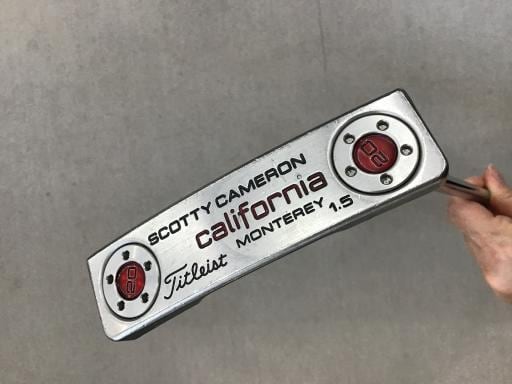 SCOTTY CAMERON
california
MONTEREY 1.5
Titleist
20
20